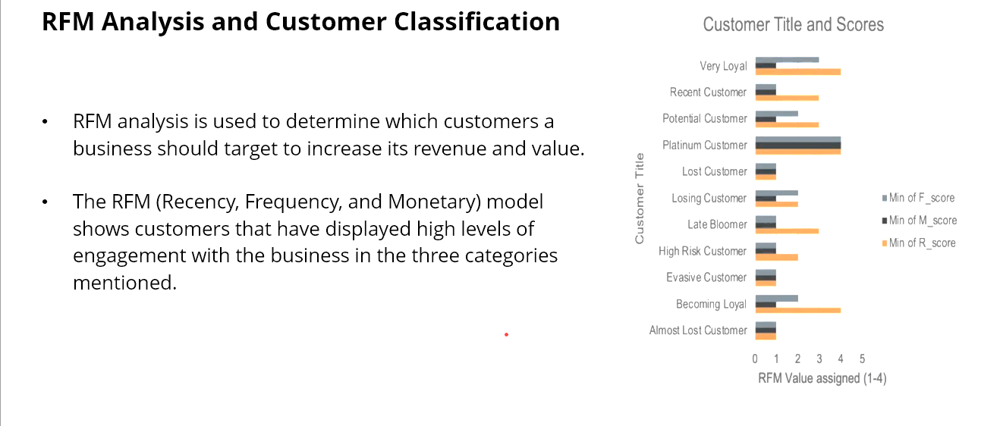 RFM Analysis and Customer Classification
• RFM analysis is used to determine which customers a
business should target to increase its revenue and value.
• The RFM (Recency, Frequency, and Monetary) model
shows customers that have displayed high levels of
engagement with the business in the three categories
mentioned.
Customer Title and Scores
Customer Title
Very Loyal
Recent Customer
Potential Customer
Platinum Customer
Lost Customer
Losing Customer
Late Bloomer
High Risk Customer
Evasive Customer
Becoming Loyal
Almost Lost Customer
0 1 2 3 4 5
RFM Value assigned (1-4)
Min of F_score
Min of M_score
Min of R_score